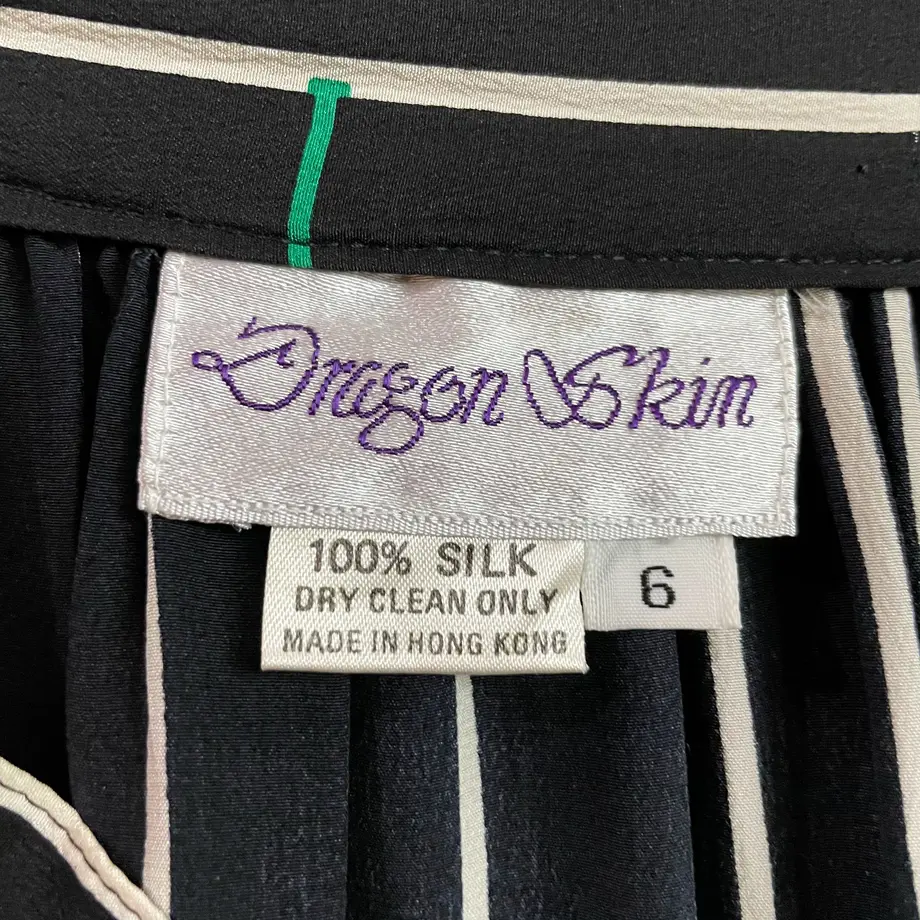 Dragon Skin
100% SILK
DRY CLEAN ONLY
MADE IN HONG KONG
6